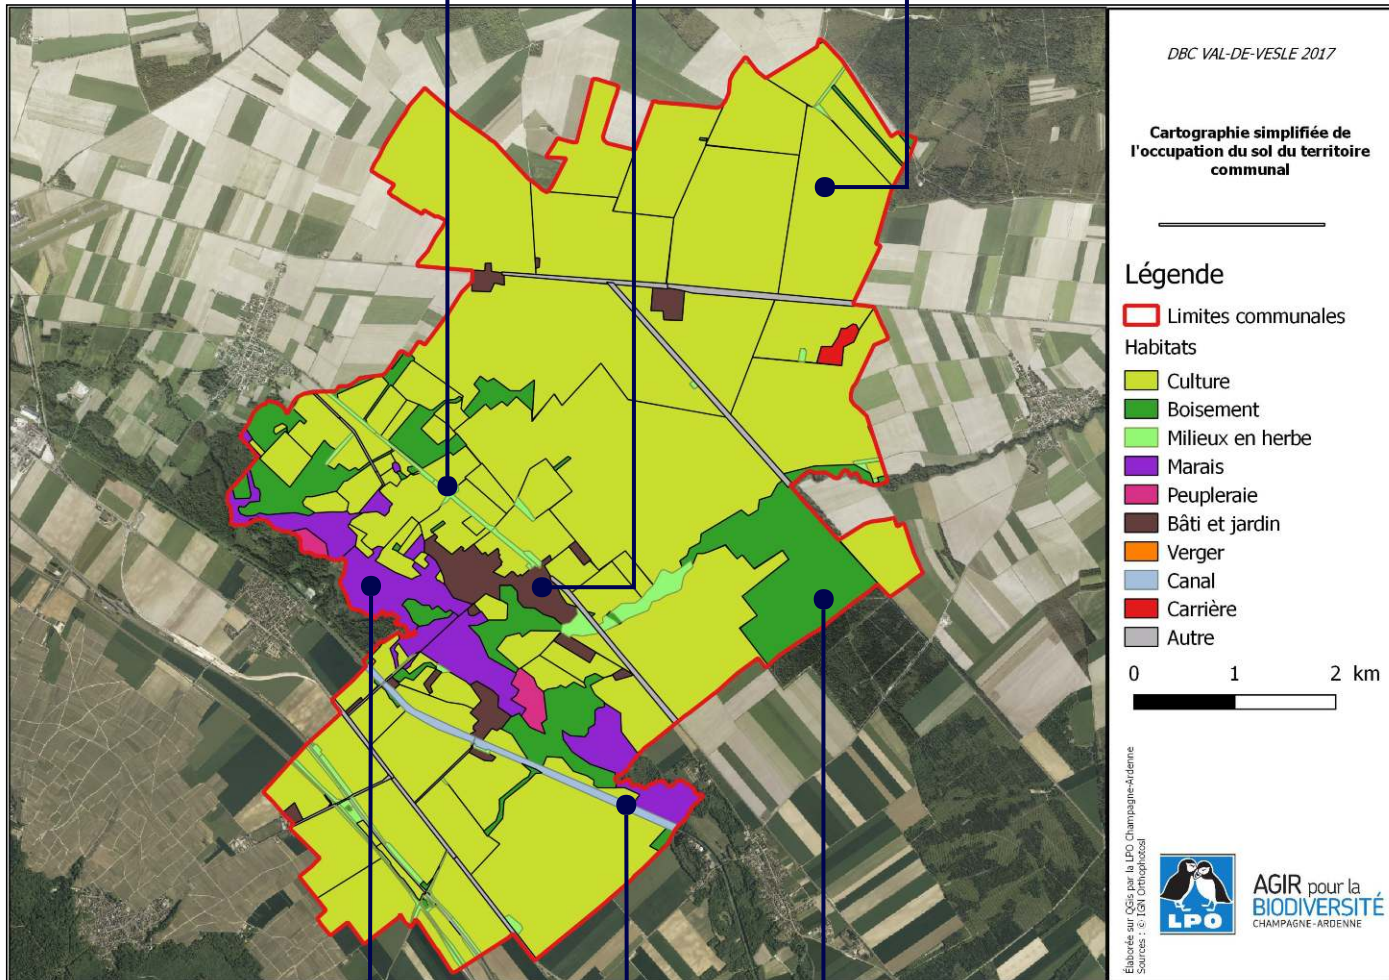 DBC VAL-DE-VESLE 2017
Cartographie simplifiée de
l'occupation du sol du territoire
communal
Légende
Limites communales
Habitats
Culture
Boisement
Milieux en herbe
Marais
Peupleraie
Bâti et jardin
Verger
Canal
Carrière
Autre
0 1 2 km
Élaborée sur QGis par la LPO Champagne-Ardenne
Sources : © IGN Orthophotosl
LPO
AGIR pour la
BIODIVERSITÉ
CHAMPAGNE-ARDENNE